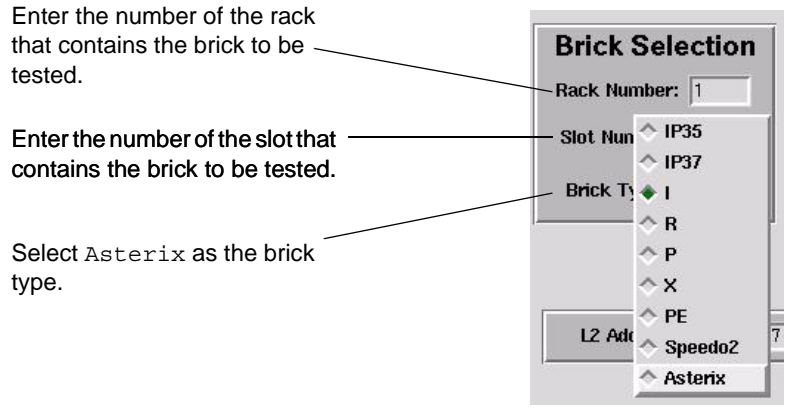 Enter the number of the rack
that contains the brick to be
tested.
Enter the number of the slot that
contains the brick to be tested.
Select Asterix as the brick
type.
Brick Selection
Rack Number: 1
Slot Num
Brick Ty
IP35
IP37
I
R
P
X
PE
Speedo2
Asterix
L2 Add
7